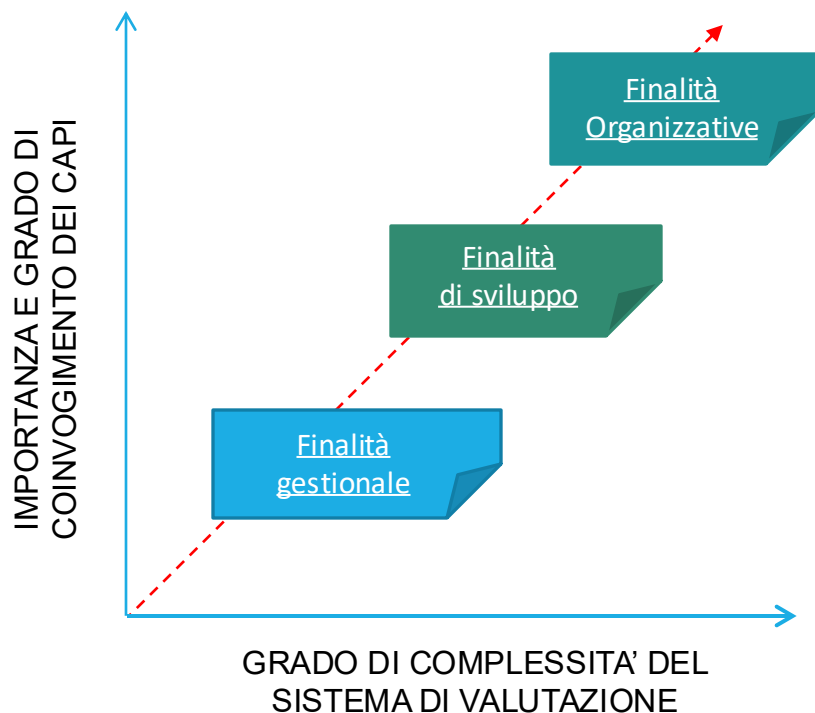 IMPORTANZA E GRADO DI
COINVOGIMENTO DEI CAPI
Finalità
Organizzative
Finalità
di sviluppo
Finalità
gestionale
GRADO DI COMPLESSITA’ DEL
SISTEMA DI VALUTAZIONE